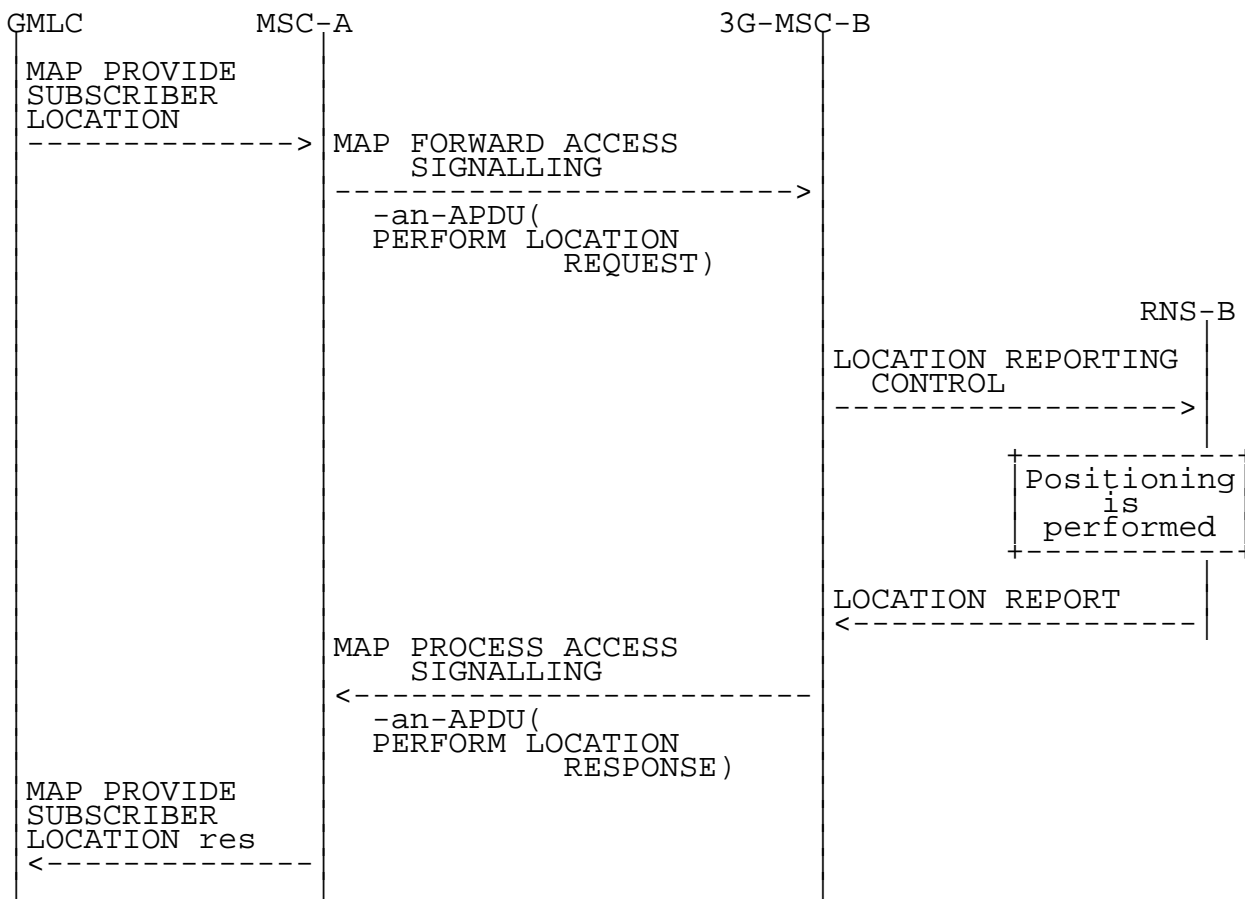 GMLC MSC-A 3G-MSC-B
MAP PROVIDE
SUBSCRIBER
LOCATION
MAP FORWARD ACCESS
SIGNALLING
-an-APDU(
PERFORM LOCATION
REQUEST)
RNS-B
LOCATION REPORTING
CONTROL
Positioning
is
performed
LOCATION REPORT
MAP PROCESS ACCESS
SIGNALLING
-an-APDU(
PERFORM LOCATION
RESPONSE)
MAP PROVIDE
SUBSCRIBER
LOCATION res